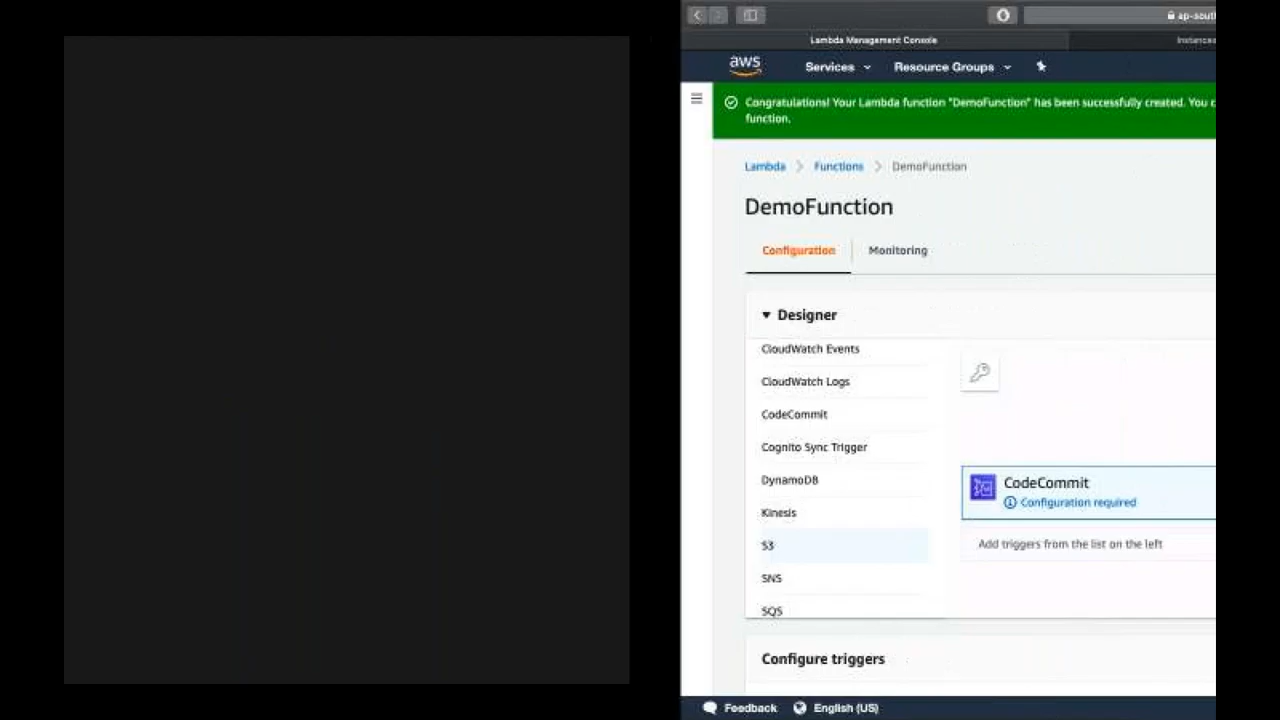 ap-sout
Lambda Management Console
Instances
aws
Services
Resource Groups
Congratulations! Your Lambda function "DemoFunction" has been successfully created. You c
function.
Lambda
Functions
DemoFunction
DemoFunction
Configuration
Monitoring
Designer
CloudWatch Events
CloudWatch Logs
CodeCommit
Cognito Sync Trigger
DynamoDB
Kinesis
S3
SNS
SQS
CodeCommit
Configuration required
Add triggers from the list on the left
Configure triggers
Feedback
English (US)